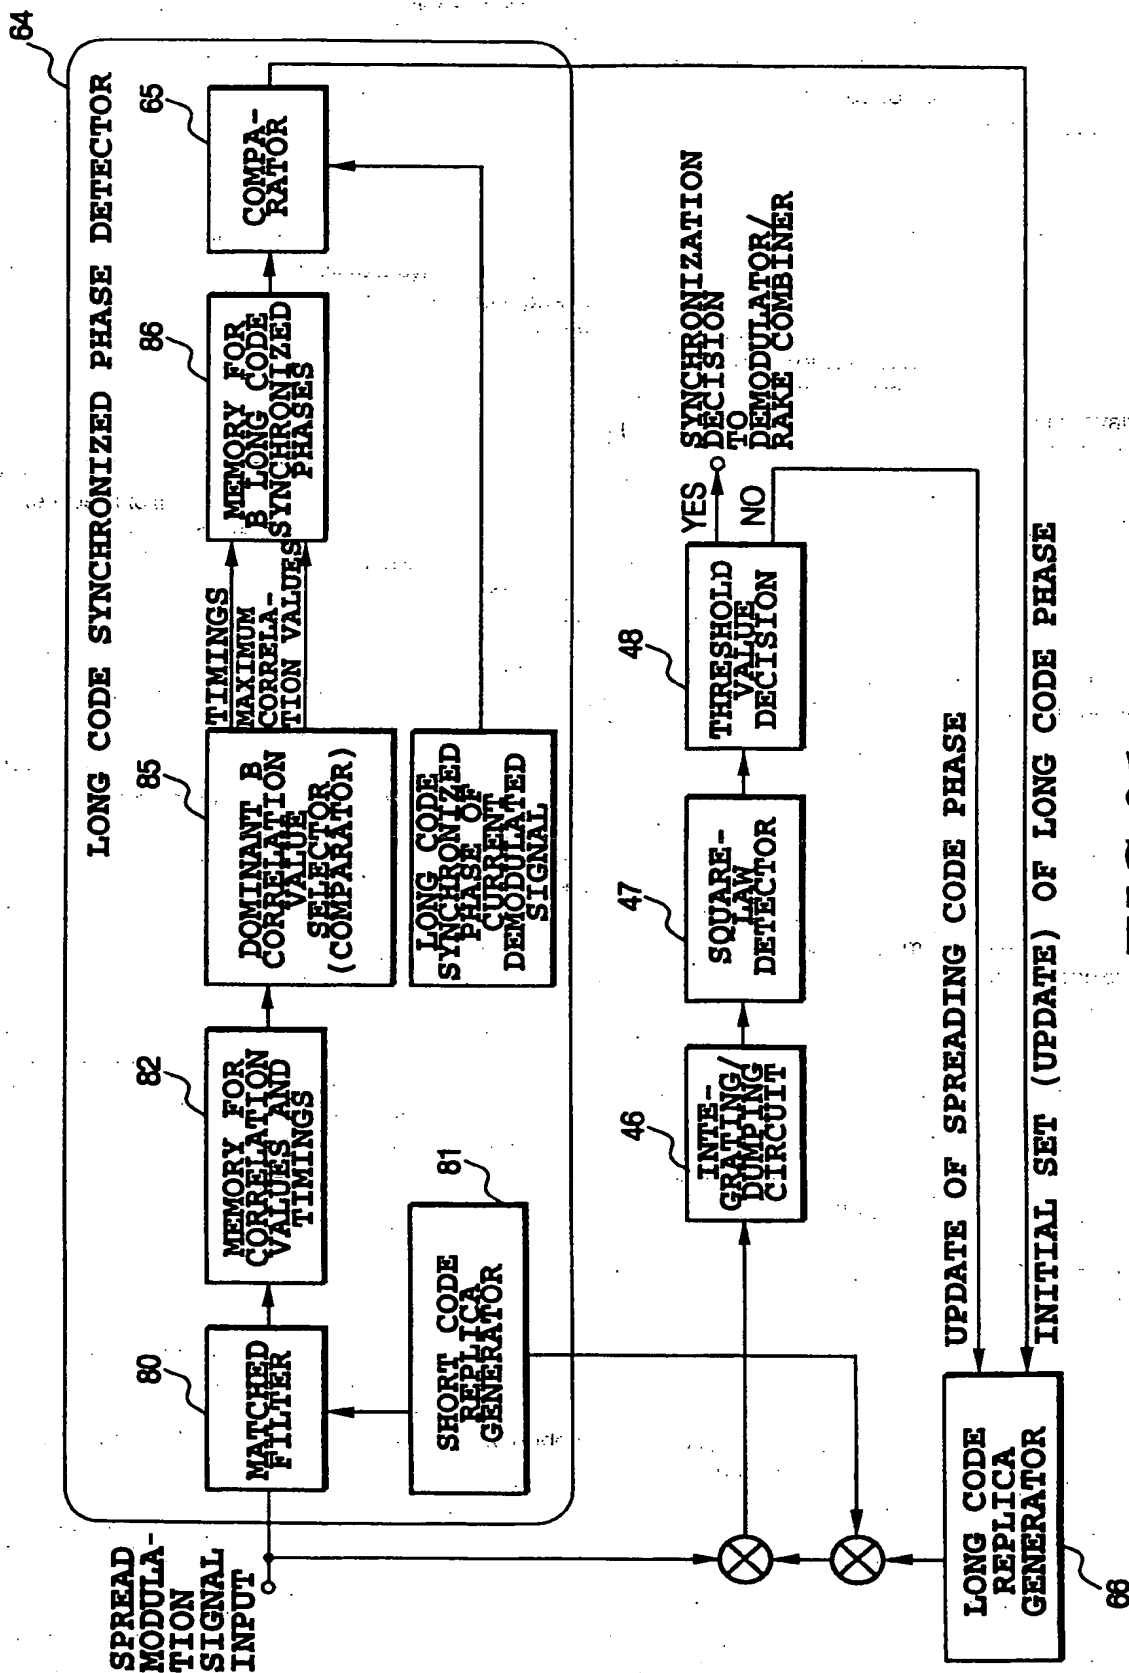 64
LONG CODE SYNCHRONIZED PHASE DETECTOR
SPREAD
MODULA-
TION
SIGNAL
INPUT
80
MATCHED
FILTER
82
MEMORY FOR
CORRELATION
VALUES AND
TIMINGS
85
DOMINANT B
CORRELATION
VALUE
SELECTOR
(COMPARATOR)
TIMINGS
MAXIMUM
CORRELA-
TION VALUES
86
MEMORY FOR
B LONG CODE
SYNCHRONIZED
PHASES
65
COMPA-
RATOR
81
SHORT CODE
REPLICA
GENERATOR
LONG CODE
SYNCHRONIZED
PHASE OF
CURRENT
DEMODULATED
SIGNAL
46
INTE-
GRATING/
DUMPING
CIRCUIT
47
SQUARE-
LAW
DETECTOR
48
THRESHOLD
VALUE
DECISION
YES
NO
SYNCHRONIZATION
DECISION
TO
DEMODULATOR/
RAKE COMBINER
UPDATE OF SPREADING CODE PHASE
INITIAL SET (UPDATE) OF LONG CODE PHASE
LONG CODE
REPLICA
GENERATOR
66